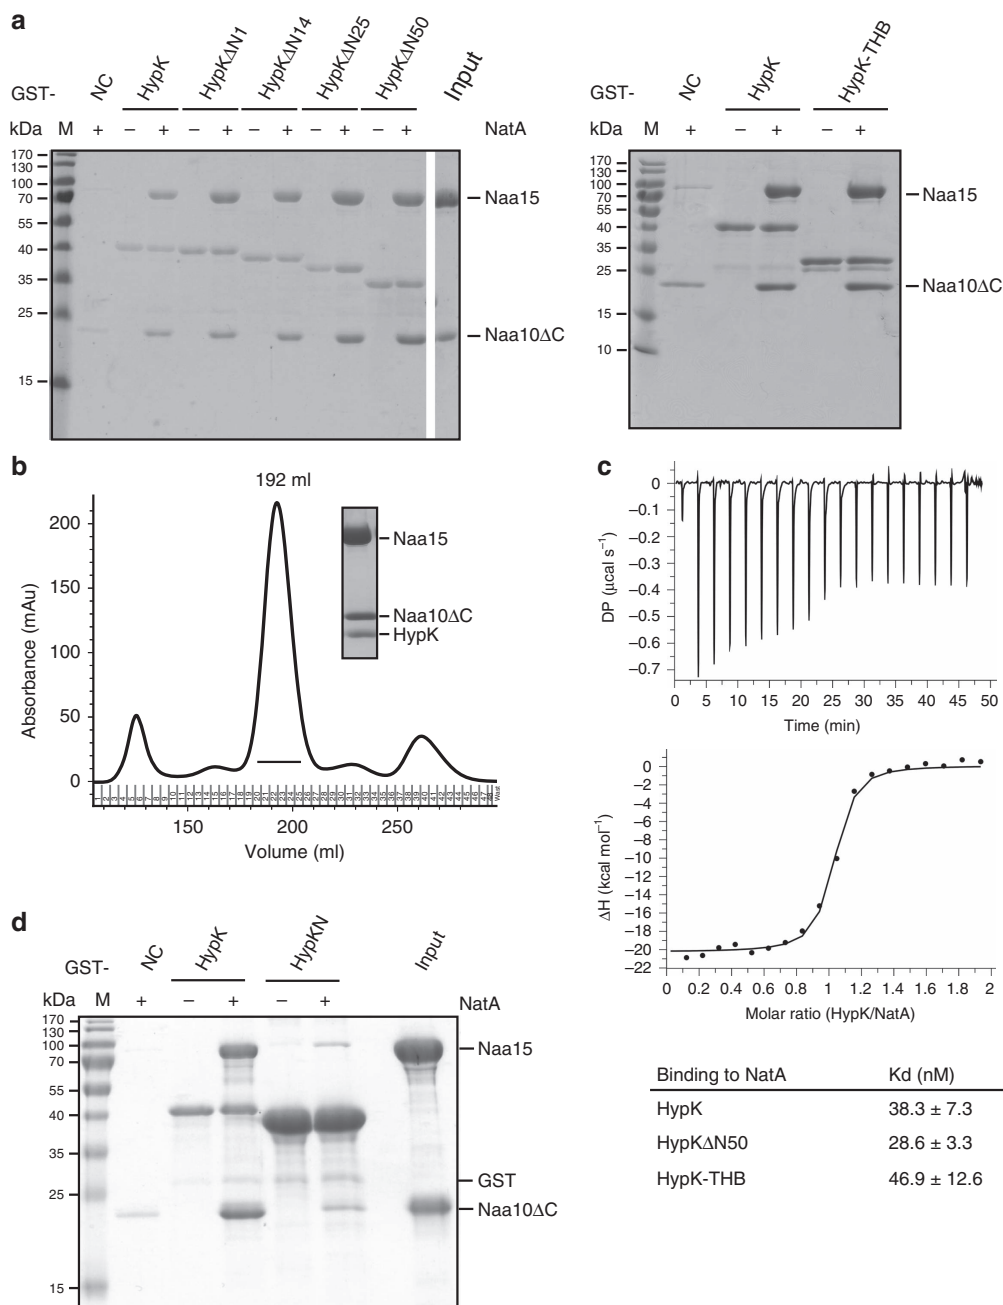 a
GST- NC HypK HypKΔN1 HypKΔN14 HypKΔN25 HypKΔN50 Input
kDa M + − + − + − + − + − + NatA
170
130
100
70
55
40
35
25
15
Naa15
Naa10ΔC
GST- NC HypK HypK-THB
kDa M + − + − +
170
130
100
70
55
40
35
25
15
10
Naa15
Naa10ΔC
b
192 ml
Absorbance (mAu)
200
150
100
50
0
Naa15
Naa10ΔC
HypK
150 200 250
Volume (ml)
c
DP (μcal s⁻¹)
0
−0.1
−0.2
−0.3
−0.4
−0.5
−0.6
−0.7
0 5 10 15 20 25 30 35 40 45 50
Time (min)
ΔH (kcal mol⁻¹)
0
−2
−4
−6
−8
−10
−12
−14
−16
−18
−20
−22
0 0.2 0.4 0.6 0.8 1 1.2 1.4 1.6 1.8 2
Molar ratio (HypK/NatA)
Binding to NatA Kd (nM)
HypK 38.3 ± 7.3
HypKΔN50 28.6 ± 3.3
HypK-THB 46.9 ± 12.6
d
GST- NC HypK HypKN Input
kDa M + − + − + NatA
170
130
100
70
55
40
35
25
15
Naa15
GST
Naa10ΔC